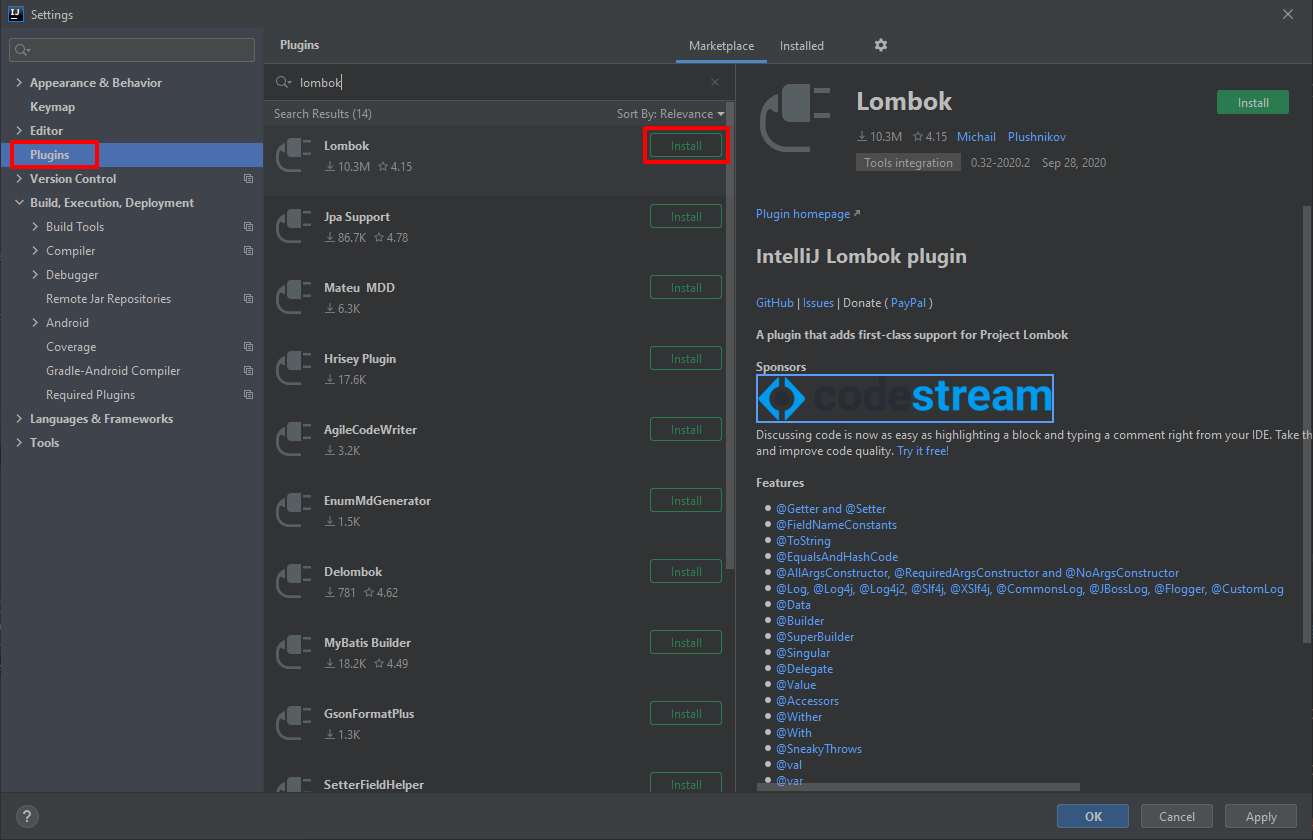 Settings
Appearance & Behavior
Keymap
Editor
Plugins
Version Control
Build, Execution, Deployment
Build Tools
Compiler
Debugger
Remote Jar Repositories
Android
Coverage
Gradle-Android Compiler
Required Plugins
Languages & Frameworks
Tools
Plugins
Marketplace
Installed
lombok
Search Results (14)
Sort By: Relevance
Lombok
10.3M 4.15
Install
Jpa Support
86.7K 4.78
Install
Mateu MDD
6.3K
Install
Hrisey Plugin
17.6K
Install
AgileCodeWriter
3.2K
Install
EnumMdGenerator
1.5K
Install
Delombok
781 4.62
Install
MyBatis Builder
18.2K 4.49
Install
GsonFormatPlus
1.3K
Install
SetterFieldHelper
Install
Lombok
Install
10.3M 4.15 Michail Plushnikov
Tools integration 0.32-2020.2 Sep 28, 2020
Plugin homepage
IntelliJ Lombok plugin
GitHub | Issues | Donate ( PayPal )
A plugin that adds first-class support for Project Lombok
Sponsors
codestream
Discussing code is now as easy as highlighting a block and typing a comment right from your IDE. Take th
and improve code quality. Try it free!
Features
@Getter and @Setter
@FieldNameConstants
@ToString
@EqualsAndHashCode
@AllArgsConstructor, @RequiredArgsConstructor and @NoArgsConstructor
@Log, @Log4j, @Log4j2, @Slf4j, @XSlf4j, @CommonsLog, @JBossLog, @Flogger, @CustomLog
@Data
@Builder
@SuperBuilder
@Singular
@Delegate
@Value
@Accessors
@Wither
@With
@SneakyThrows
@val
@var
?
OK
Cancel
Apply